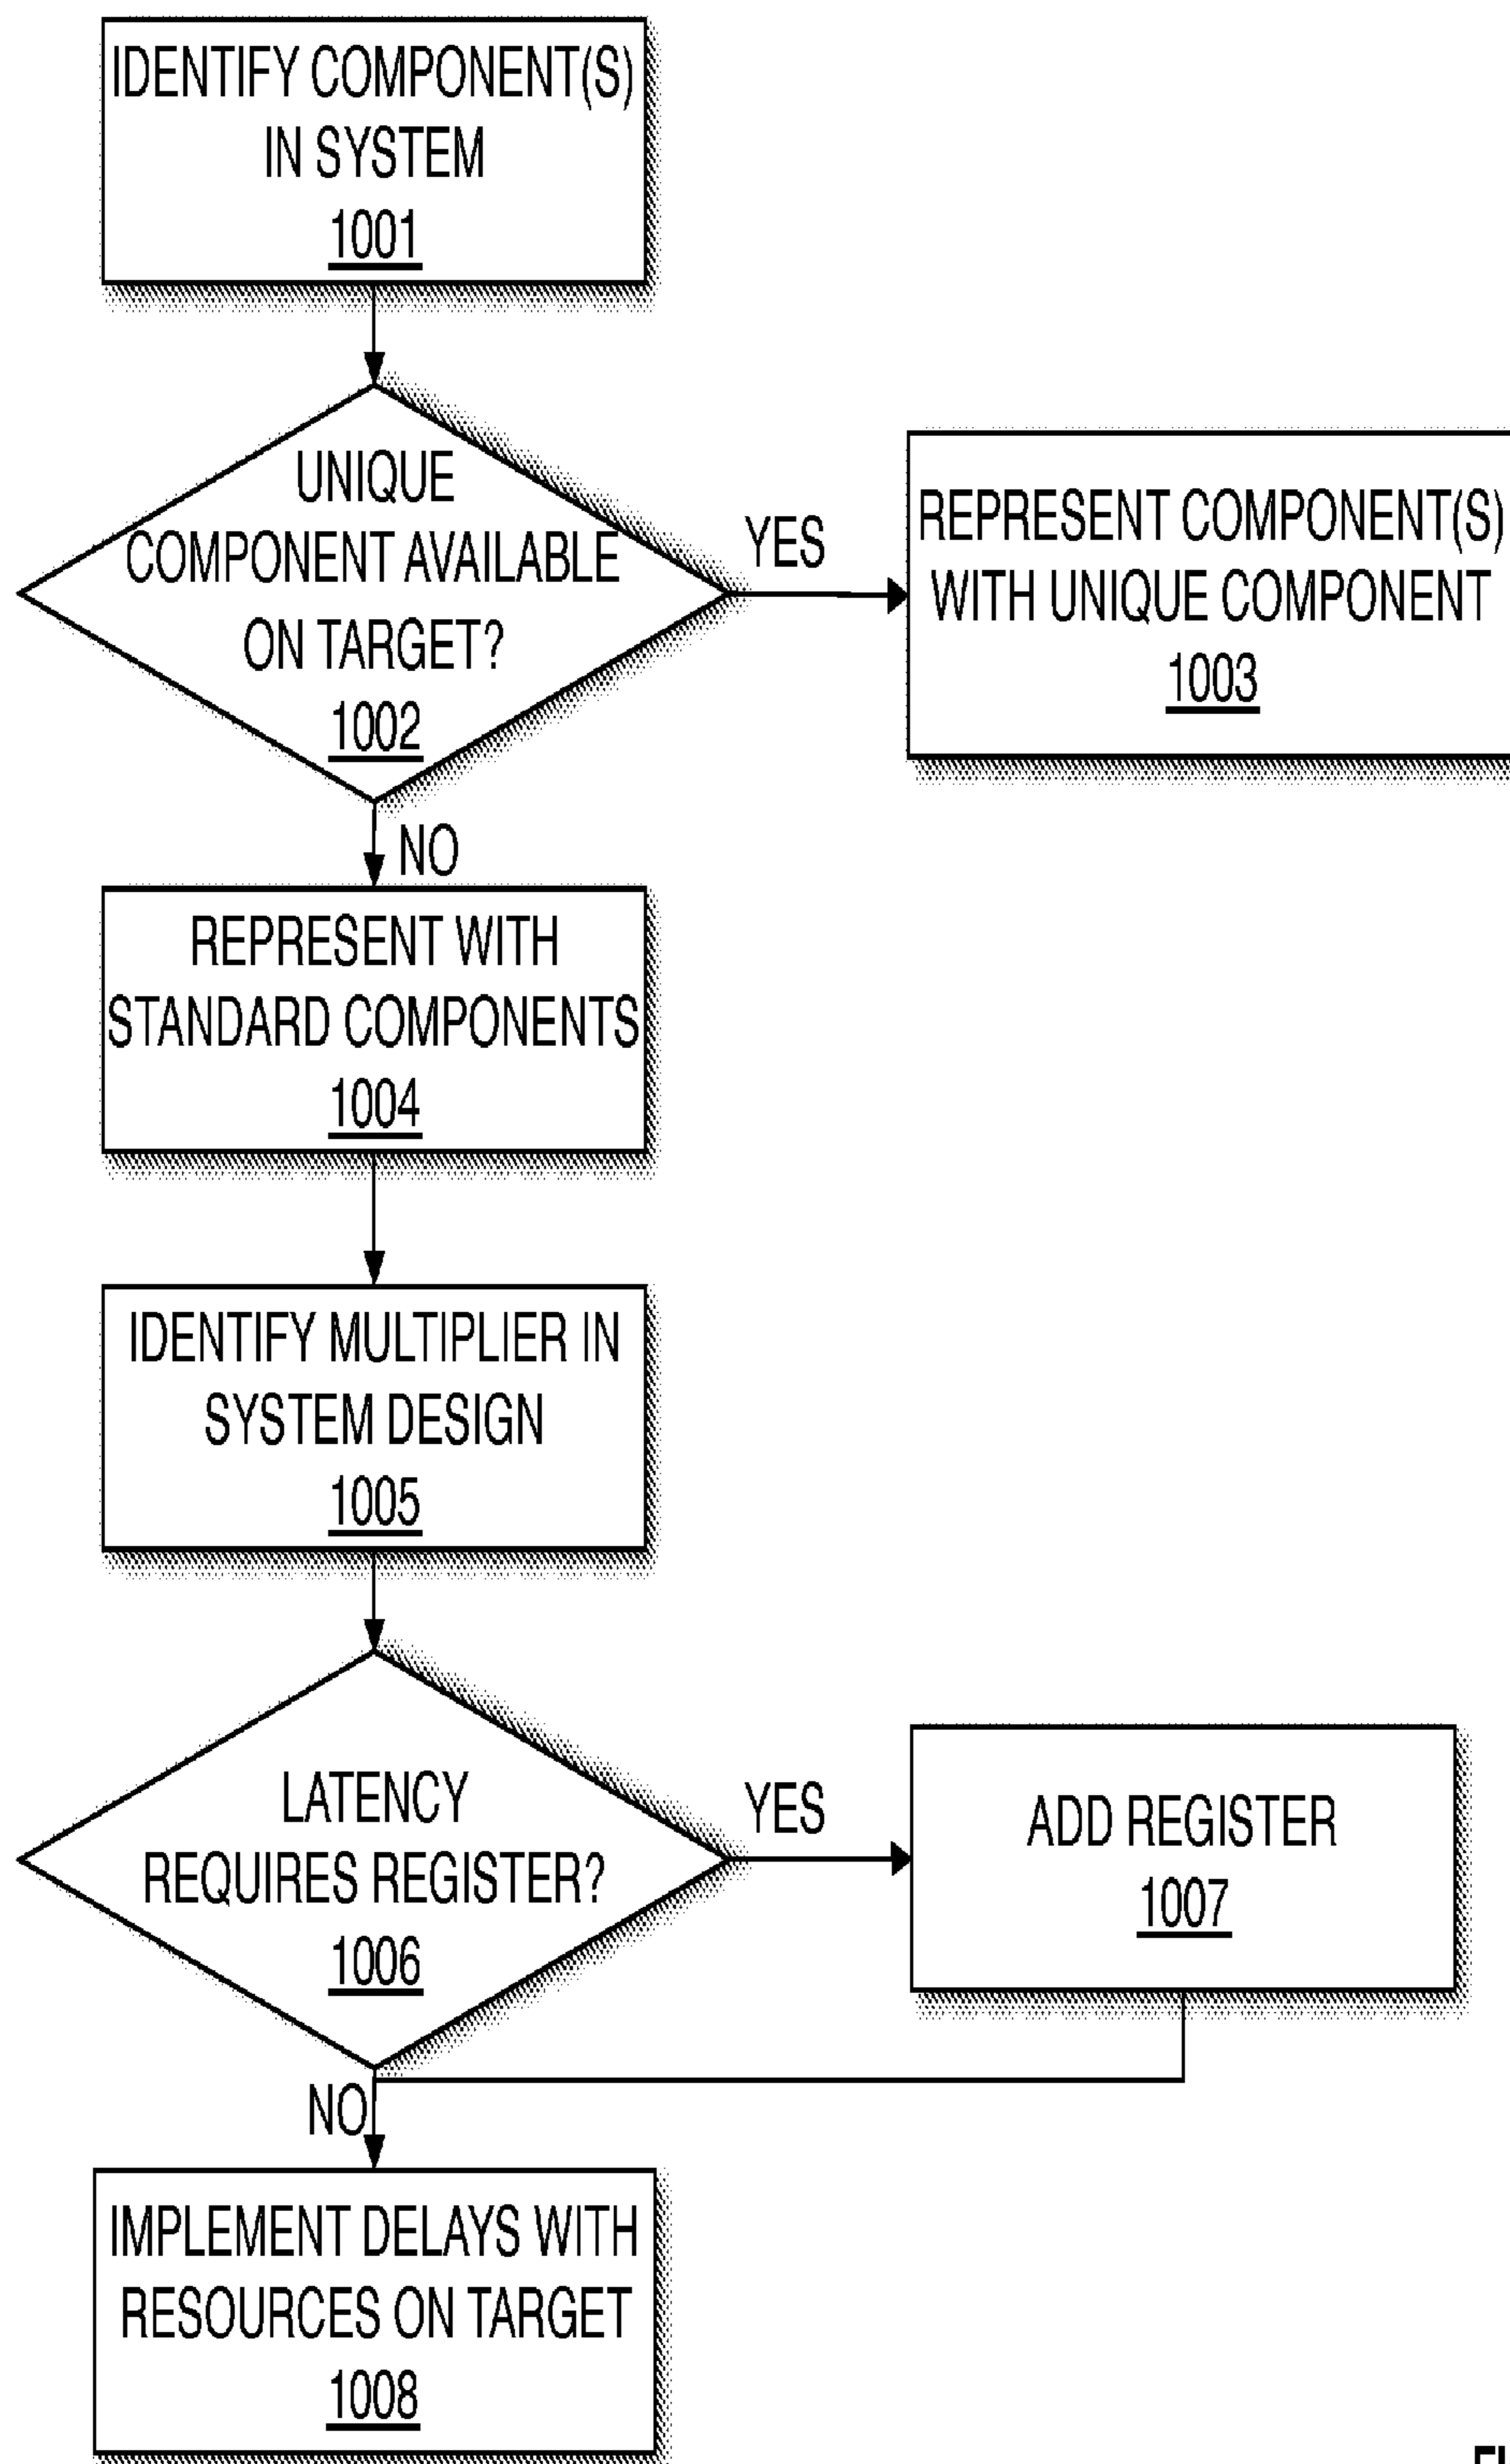 IDENTIFY COMPONENT(S)
IN SYSTEM
1001
UNIQUE
COMPONENT AVAILABLE
ON TARGET?
1002
YES
REPRESENT COMPONENT(S)
WITH UNIQUE COMPONENT
1003
NO
REPRESENT WITH
STANDARD COMPONENTS
1004
IDENTIFY MULTIPLIER IN
SYSTEM DESIGN
1005
LATENCY
REQUIRES REGISTER?
1006
YES
ADD REGISTER
1007
NO
IMPLEMENT DELAYS WITH
RESOURCES ON TARGET
1008